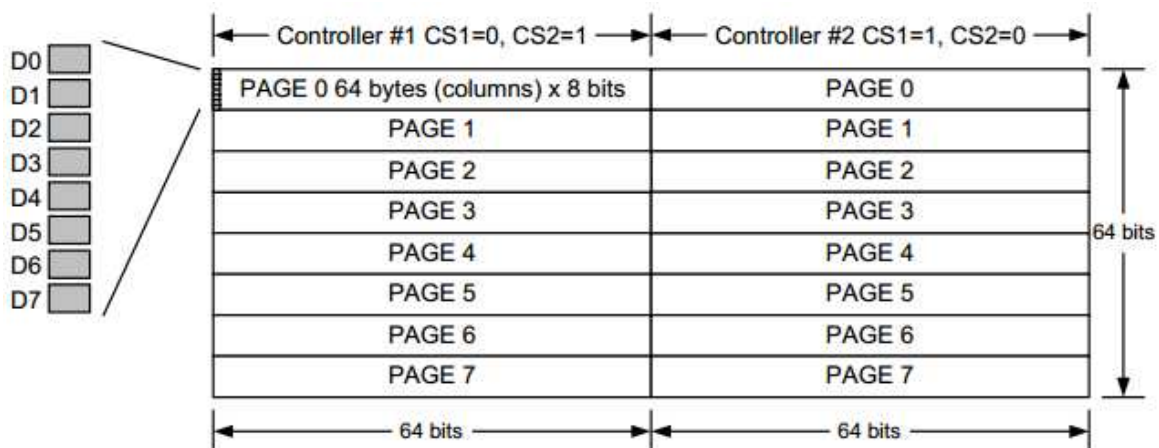 Controller #1 CS1=0, CS2=1 Controller #2 CS1=1, CS2=0
D0
D1
D2
D3
D4
D5
D6
D7
PAGE 0 64 bytes (columns) x 8 bits PAGE 0
PAGE 1 PAGE 1
PAGE 2 PAGE 2
PAGE 3 PAGE 3
PAGE 4 PAGE 4
PAGE 5 PAGE 5
PAGE 6 PAGE 6
PAGE 7 PAGE 7
64 bits
64 bits 64 bits